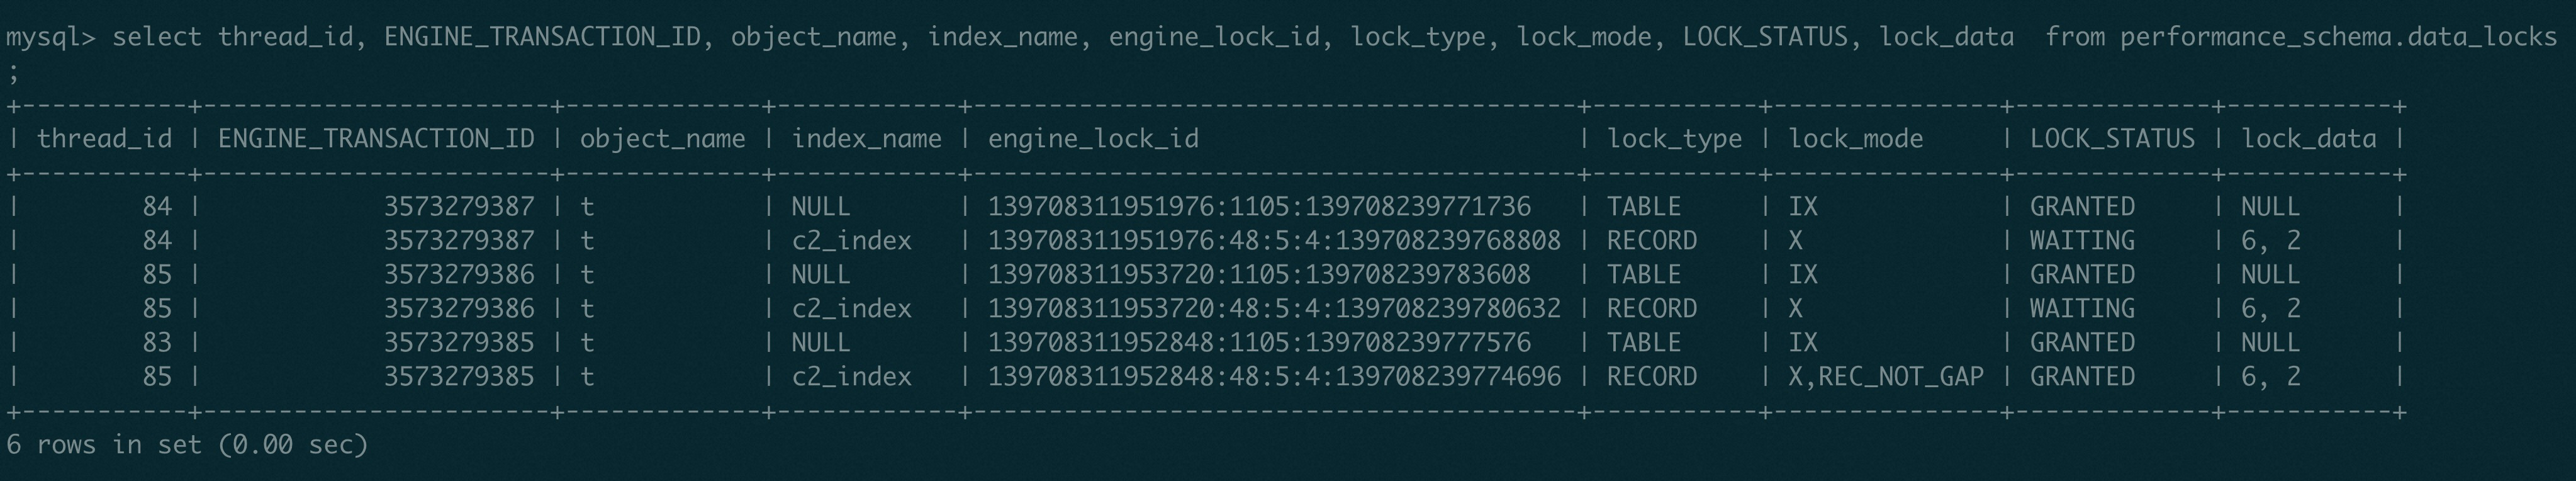 mysql> select thread_id, ENGINE_TRANSACTION_ID, object_name, index_name, engine_lock_id, lock_type, lock_mode, LOCK_STATUS, lock_data  from performance_schema.data_locks
;
+-----------+-----------------------+-------------+------------+----------------------------------------+-----------+---------------+-------------+-----------+
| thread_id | ENGINE_TRANSACTION_ID | object_name | index_name | engine_lock_id                         | lock_type | lock_mode     | LOCK_STATUS | lock_data |
+-----------+-----------------------+-------------+------------+----------------------------------------+-----------+---------------+-------------+-----------+
|        84 |            3573279387 | t           | NULL       | 139708311951976:1105:139708239771736   | TABLE     | IX            | GRANTED     | NULL      |
|        84 |            3573279387 | t           | c2_index   | 139708311951976:48:5:4:139708239768808 | RECORD    | X             | WAITING     | 6, 2      |
|        85 |            3573279386 | t           | NULL       | 139708311953720:1105:139708239783608   | TABLE     | IX            | GRANTED     | NULL      |
|        85 |            3573279386 | t           | c2_index   | 139708311953720:48:5:4:139708239780632 | RECORD    | X             | WAITING     | 6, 2      |
|        83 |            3573279385 | t           | NULL       | 139708311952848:1105:139708239777576   | TABLE     | IX            | GRANTED     | NULL      |
|        85 |            3573279385 | t           | c2_index   | 139708311952848:48:5:4:139708239774696 | RECORD    | X,REC_NOT_GAP | GRANTED     | 6, 2      |
+-----------+-----------------------+-------------+------------+----------------------------------------+-----------+---------------+-------------+-----------+
6 rows in set (0.00 sec)